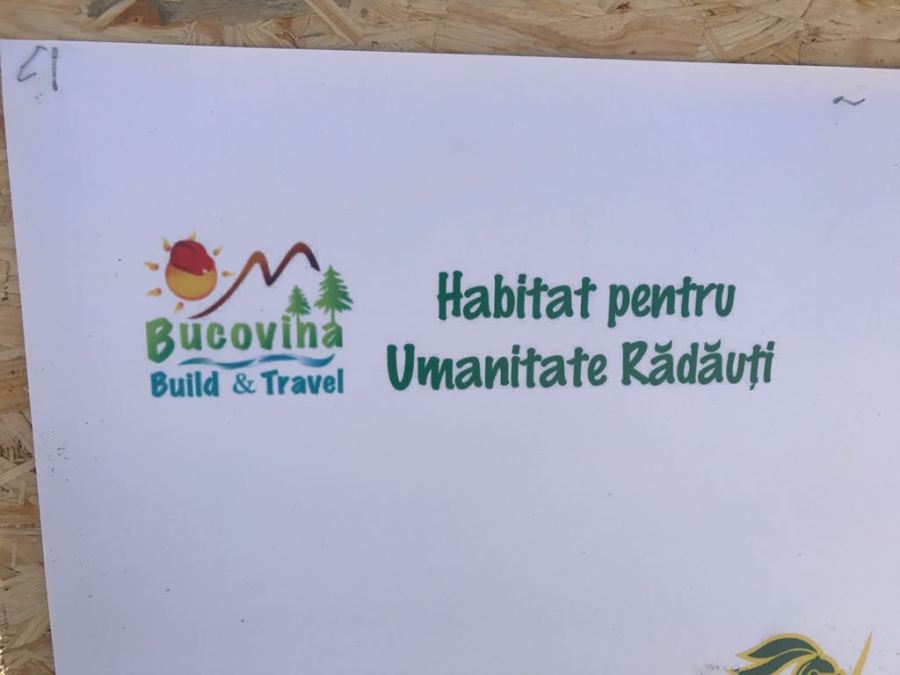 Bucovina
Build & Travel
Habitat pentru
Umanitate Rădăuți